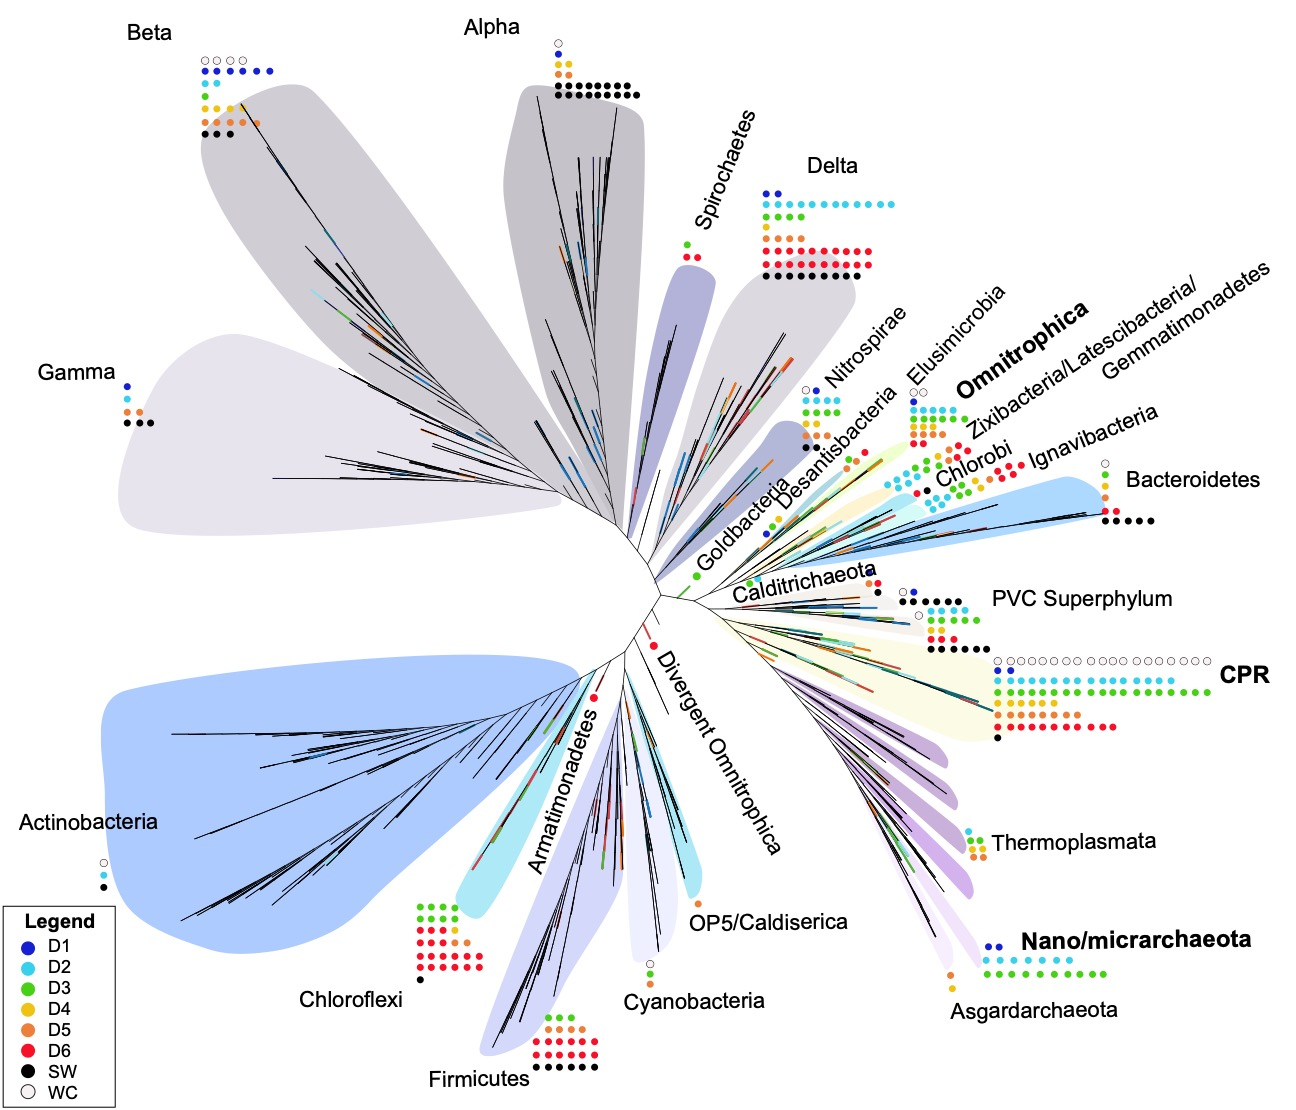 Beta
Alpha
Spirochaetes
Delta
Nitrospirae
Elusimicrobia
Omnitrophica
Zixibacteria/Latescibacteria/
Gemmatimonadetes
Gamma
Desantisbacteria
Goldbacteria
Chlorobi
Ignavibacteria
Bacteroidetes
Calditrichaeota
PVC Superphylum
CPR
Divergent Omnitrophica
Armatimonadetes
Actinobacteria
Thermoplasmata
OP5/Caldiserica
Nano/micrarchaeota
Chloroflexi
Cyanobacteria
Asgardarchaeota
Firmicutes
Legend
D1
D2
D3
D4
D5
D6
SW
WC